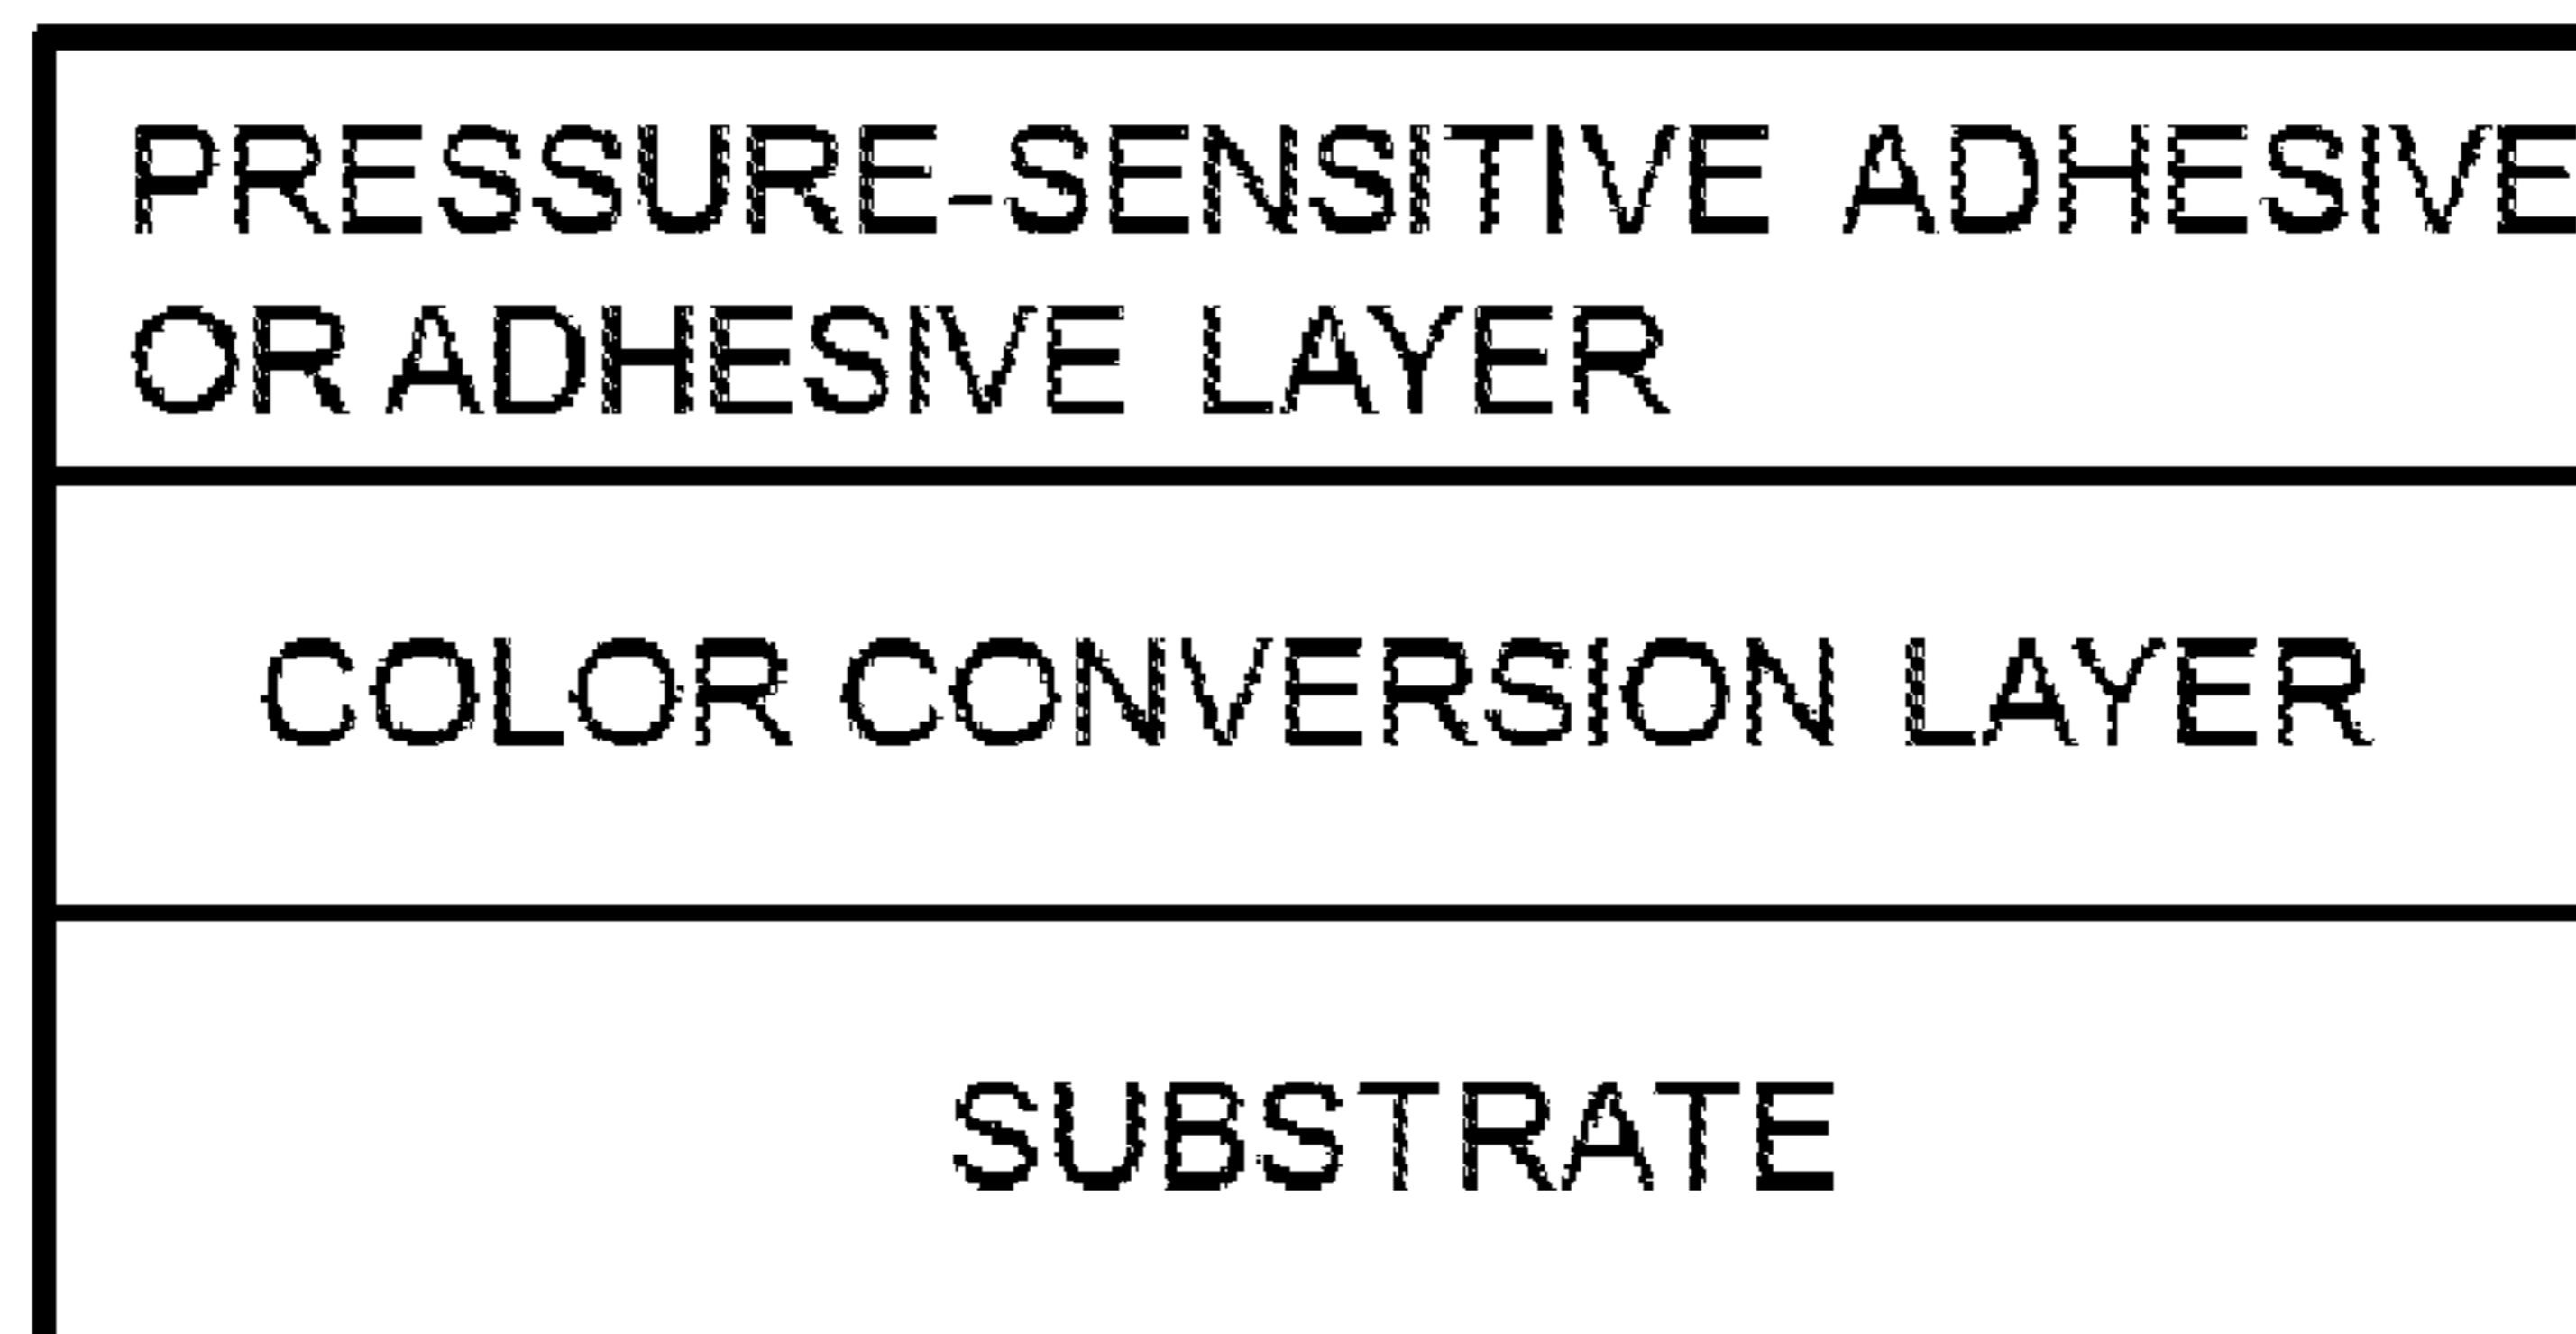 PRESSURE-SENSITIVE ADHESIVE
OR ADHESIVE LAYER
COLOR CONVERSION LAYER
SUBSTRATE